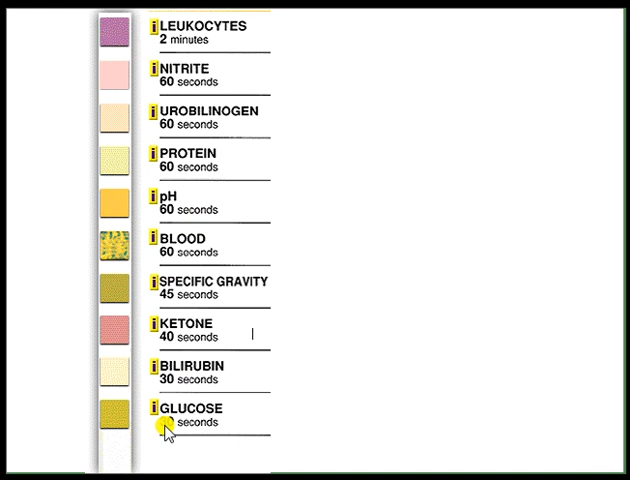 i LEUKOCYTES
2 minutes
i NITRITE
60 seconds
i UROBILINOGEN
60 seconds
i PROTEIN
60 seconds
i pH
60 seconds
i BLOOD
60 seconds
i SPECIFIC GRAVITY
45 seconds
i KETONE
40 seconds
i BILIRUBIN
30 seconds
i GLUCOSE
seconds